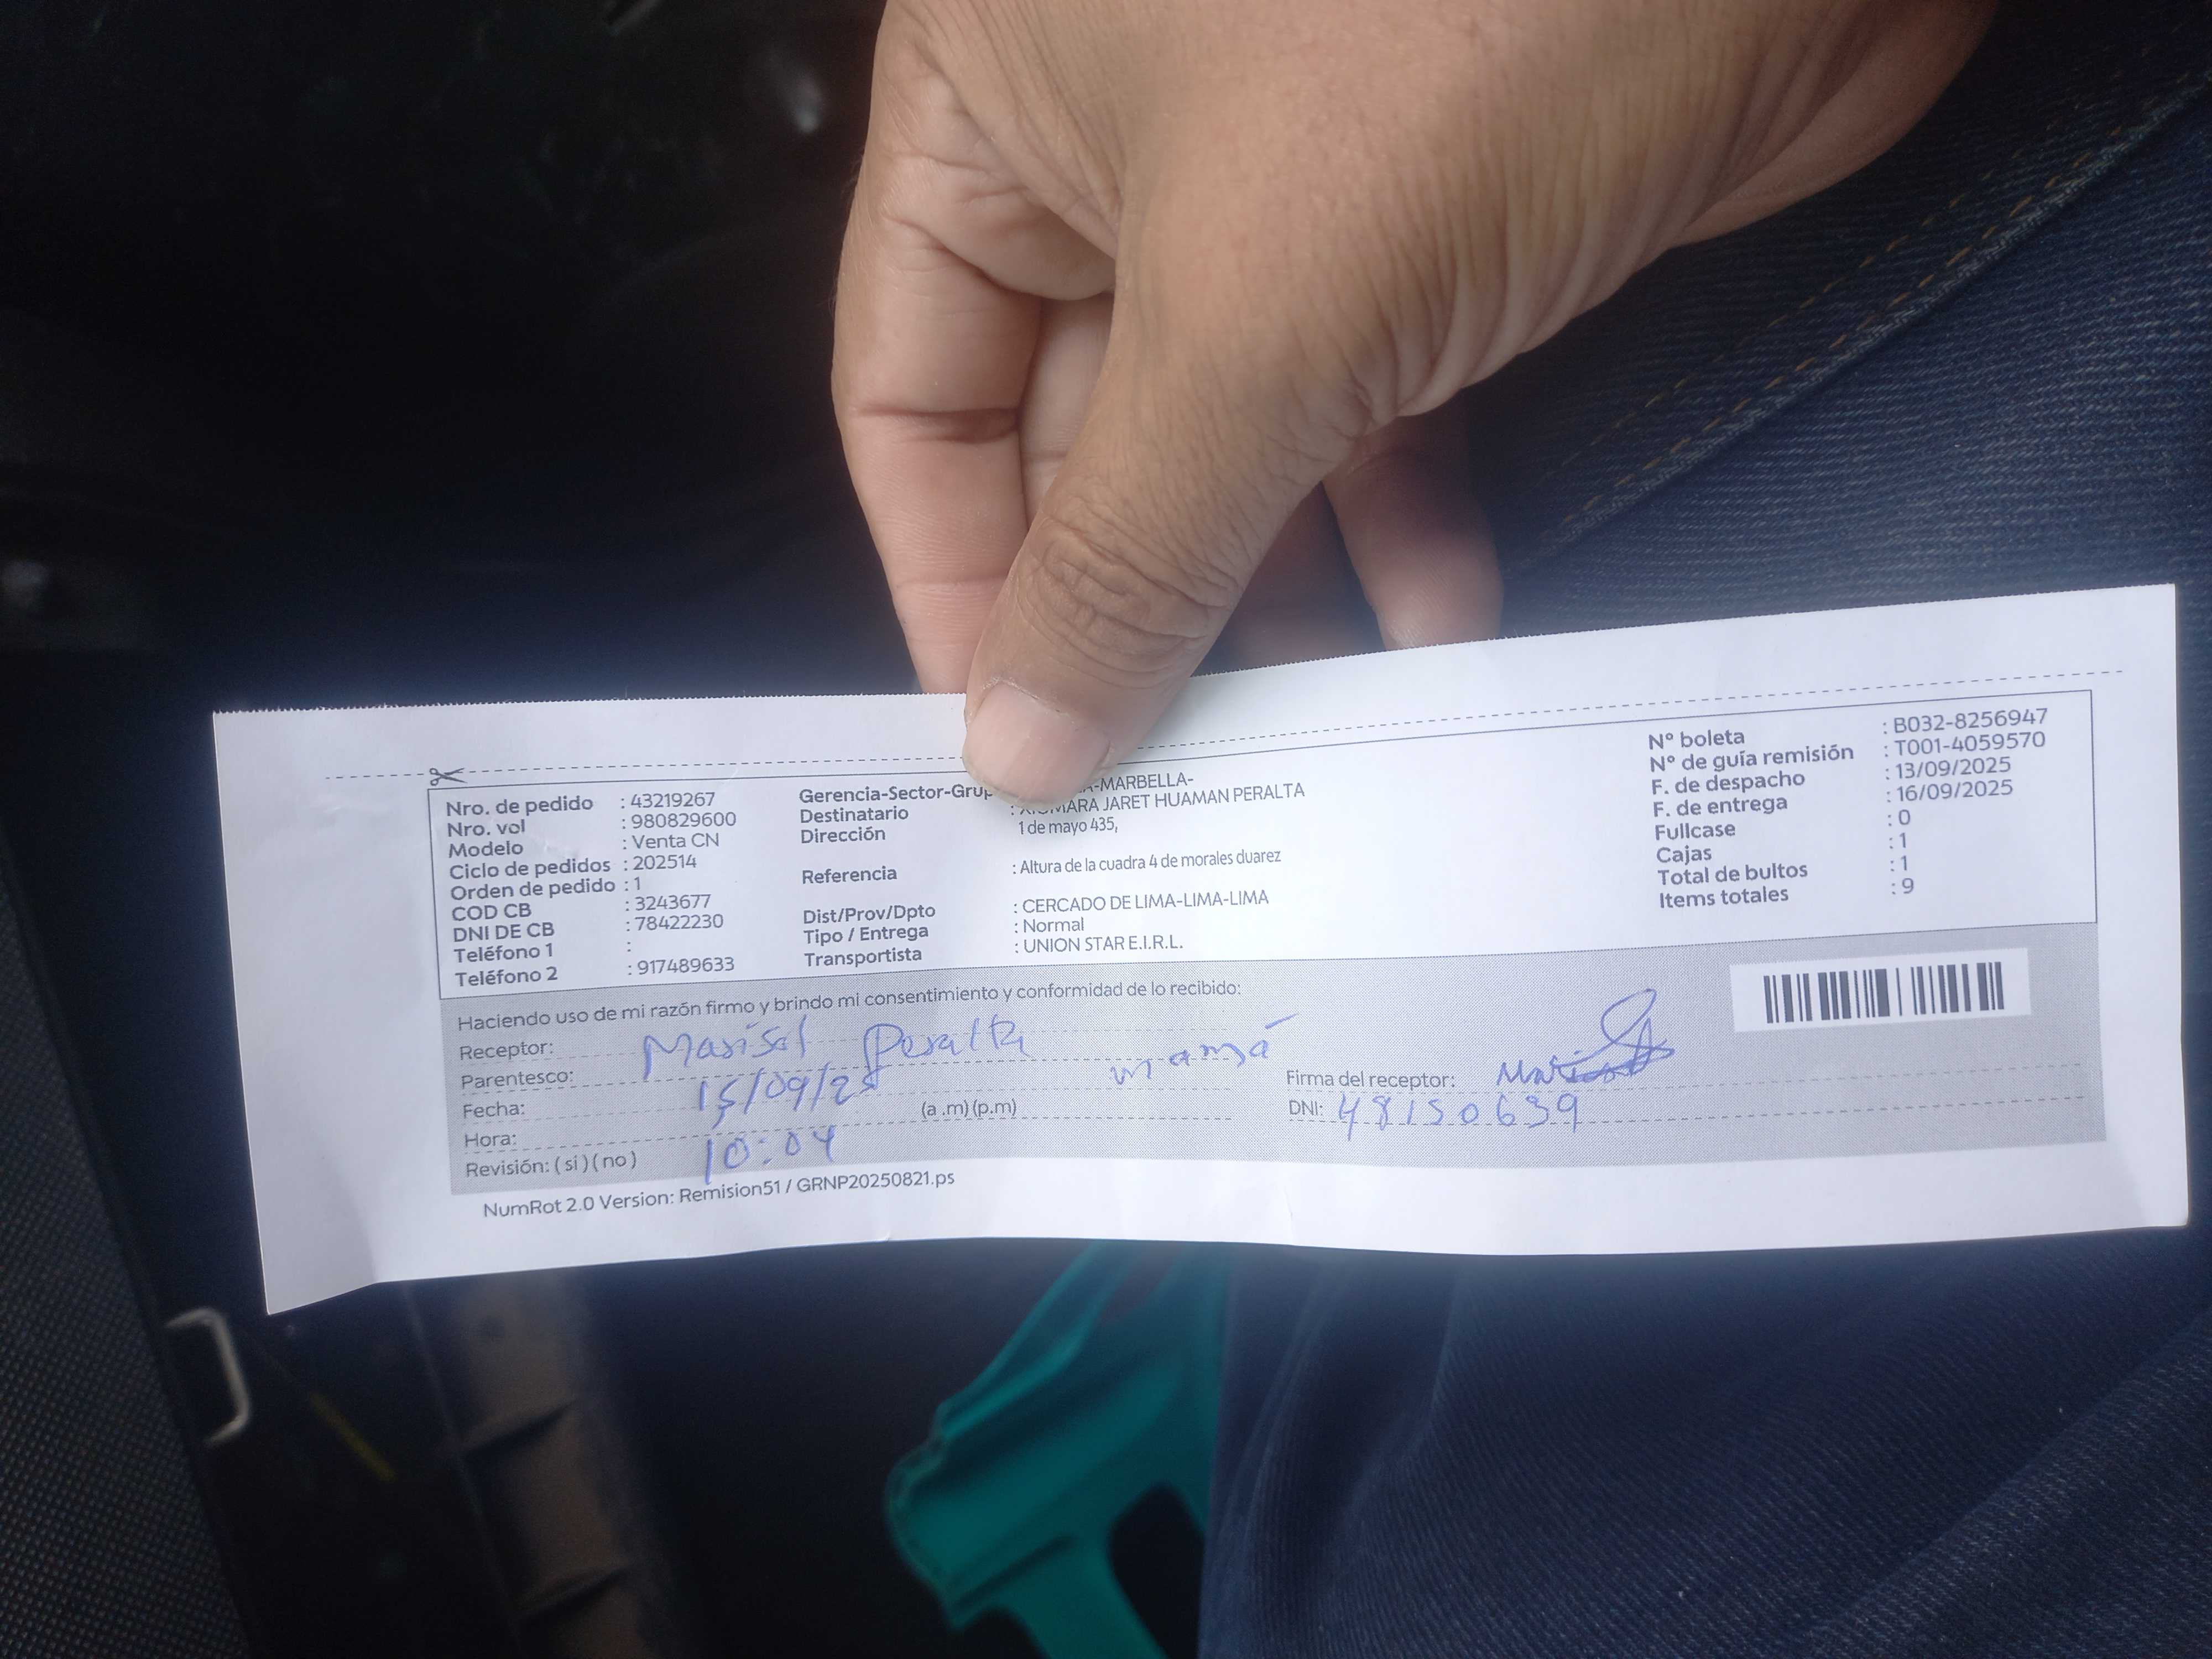 Nro. de pedido : 43219267
Nro. vol : 980829600
Modelo : Venta CN
Ciclo de pedidos : 202514
Orden de pedido : 1
COD CB : 3243677
DNI DE CB : 78422230
Teléfono 1 :
Teléfono 2 : 917489633
Gerencia-Sector-Grup -MARBELLA-
Destinatario : JARET HUAMAN PERALTA
Dirección 1 de mayo 435,
Referencia : Altura de la cuadra 4 de morales duarez
Dist/Prov/Dpto : CERCADO DE LIMA-LIMA-LIMA
Tipo / Entrega : Normal
Transportista : UNION STAR E.I.R.L.
Nº boleta : B032-8256947
Nº de guía remisión : T001-4059570
F. de despacho : 13/09/2025
F. de entrega : 16/09/2025
Fullcase : 0
Cajas : 1
Total de bultos : 1
Items totales : 9
Haciendo uso de mi razón firmo y brindo mi consentimiento y conformidad de lo recibido:
Receptor: Marisol Peralta
Parentesco: mamá
Fecha: 15/09/25 (a .m) (p.m)
Hora: 10:04
Revisión: ( si ) ( no )
Firma del receptor:
DNI: 48150639
NumRot 2.0 Version: Remision51 / GRNP20250821.ps